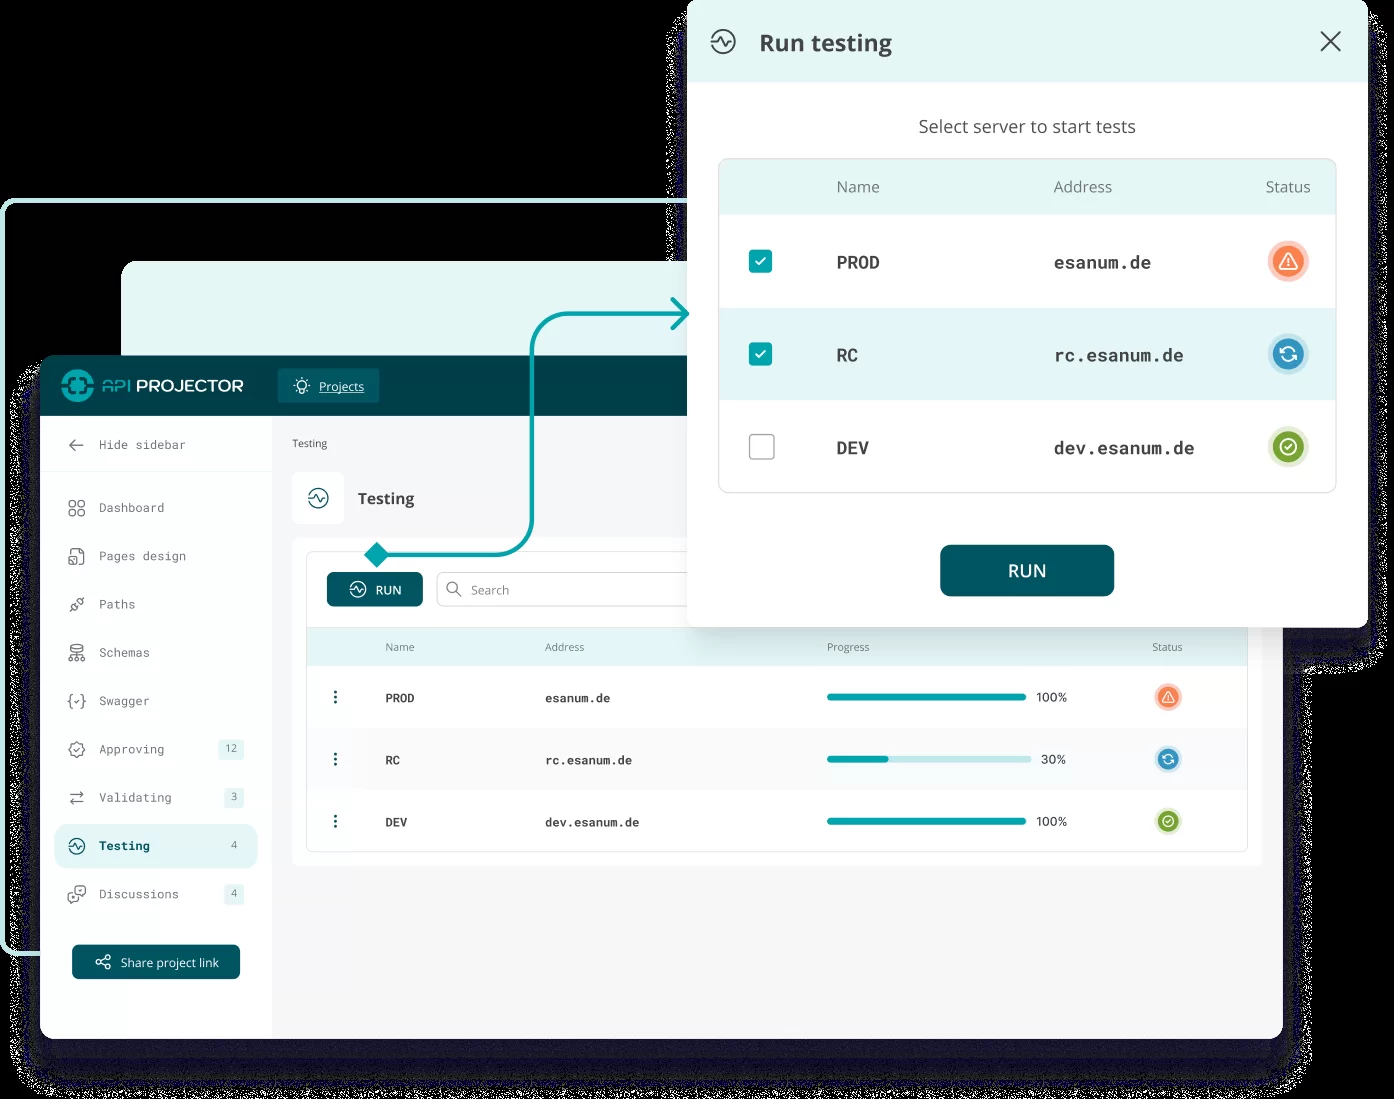 Run testing
Select server to start tests
Name Address Status
PROD esanum.de
RC rc.esanum.de
DEV dev.esanum.de
RUN
API PROJECTOR Projects
Hide sidebar
Dashboard
Pages design
Paths
Schemas
Swagger
Approving 12
Validating 3
Testing 4
Discussions 4
Share project link
Testing
Testing
RUN Search
Name Address Progress Status
PROD esanum.de 100%
RC rc.esanum.de 30%
DEV dev.esanum.de 100%